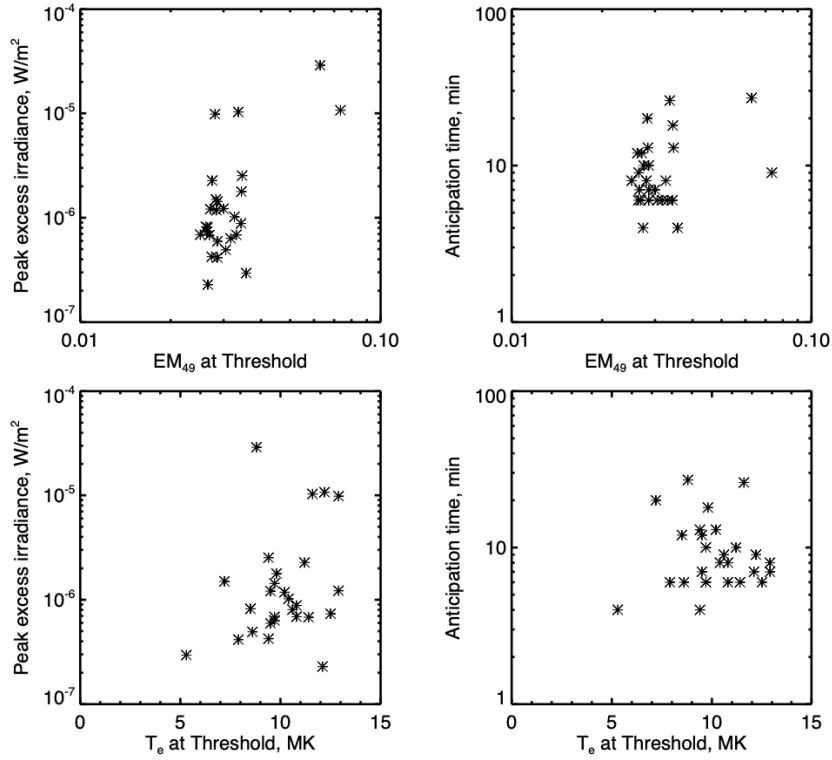 10⁻⁴ 100
Peak excess irradiance, W/m² Anticipation time, min
10⁻⁵
10
10⁻⁶
10⁻⁷ 1
0.01 0.10 0.01 0.10
EM₄₉ at Threshold EM₄₉ at Threshold
10⁻⁴ 100
Peak excess irradiance, W/m² Anticipation time, min
10⁻⁵
10
10⁻⁶
10⁻⁷ 1
0 5 10 15 0 5 10 15
Tₑ at Threshold, MK Tₑ at Threshold, MK